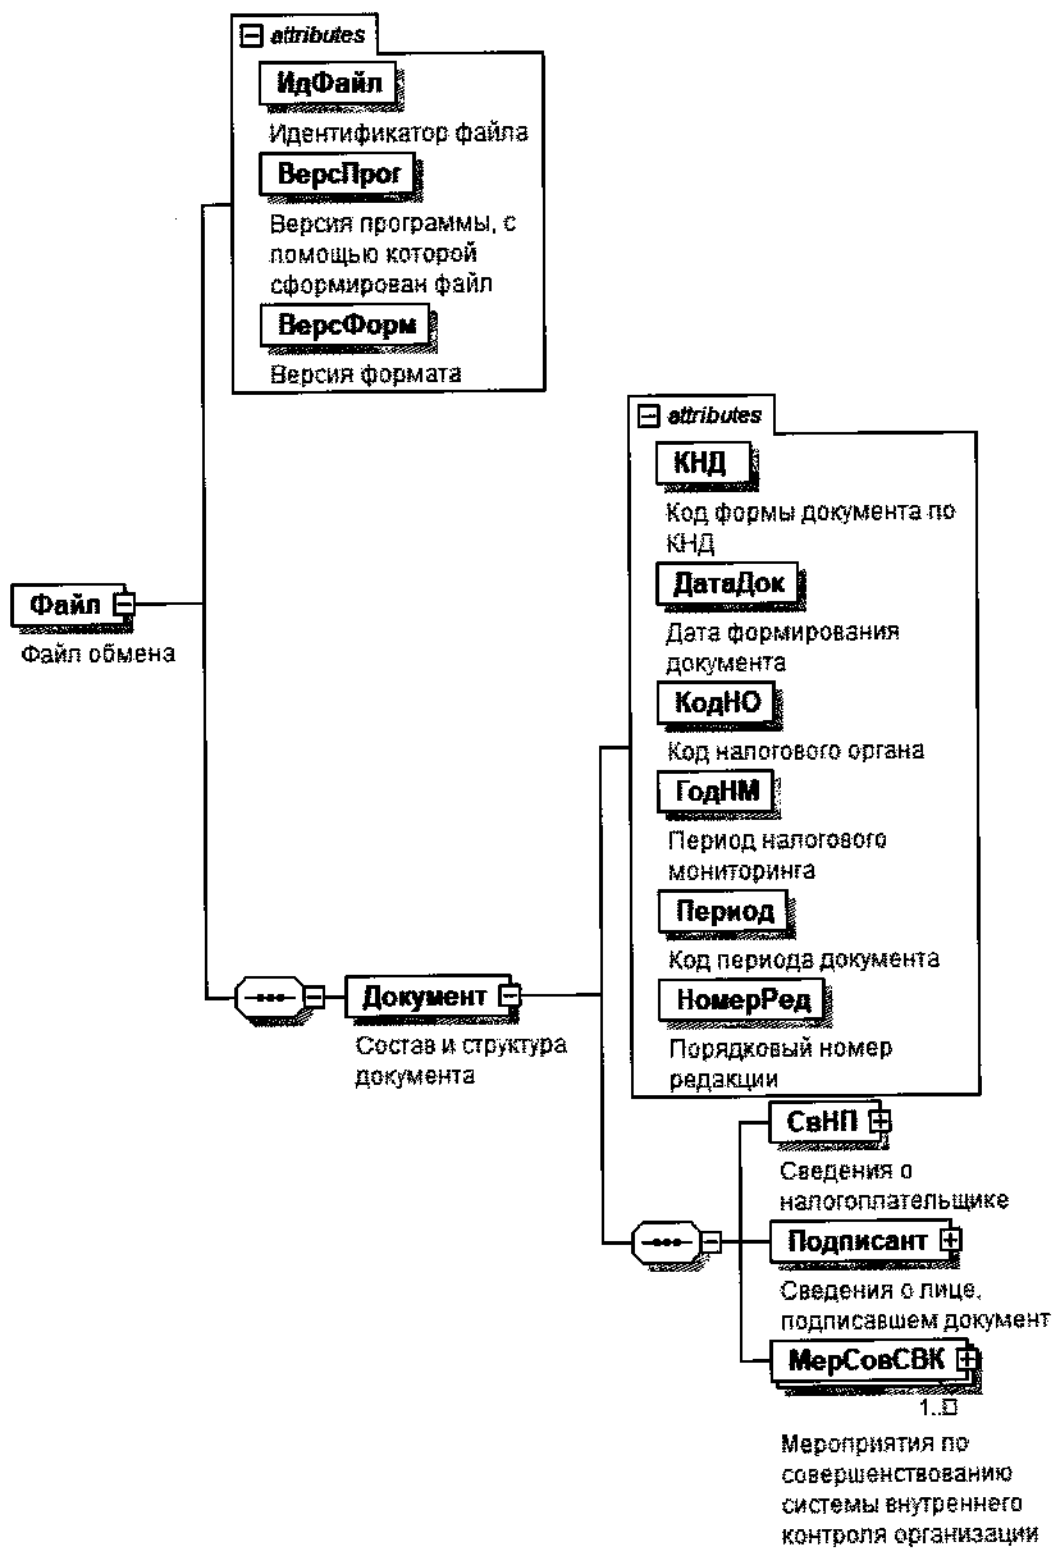 attributes
ИдФайл
Идентификатор файла
ВерсПрог
Версия программы, с
помощью которой
сформирован файл
ВерсФорм
Версия формата
Файл
Файл обмена
Документ
Состав и структура
документа
attributes
КНД
Код формы документа по
КНД
ДатаДок
Дата формирования
документа
КодНО
Код налогового органа
ГодНМ
Период налогового
мониторинга
Период
Код периода документа
НомерРед
Порядковый номер
редакции
СвНП
Сведения о
налогоплательщике
Подписант
Сведения о лице,
подписавшем документ
МерСовСВК
1..□
Мероприятия по
совершенствованию
системы внутреннего
контроля организации